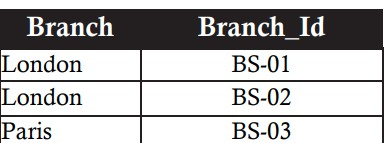 Branch Branch_Id
London BS-01
London BS-02
Paris BS-03